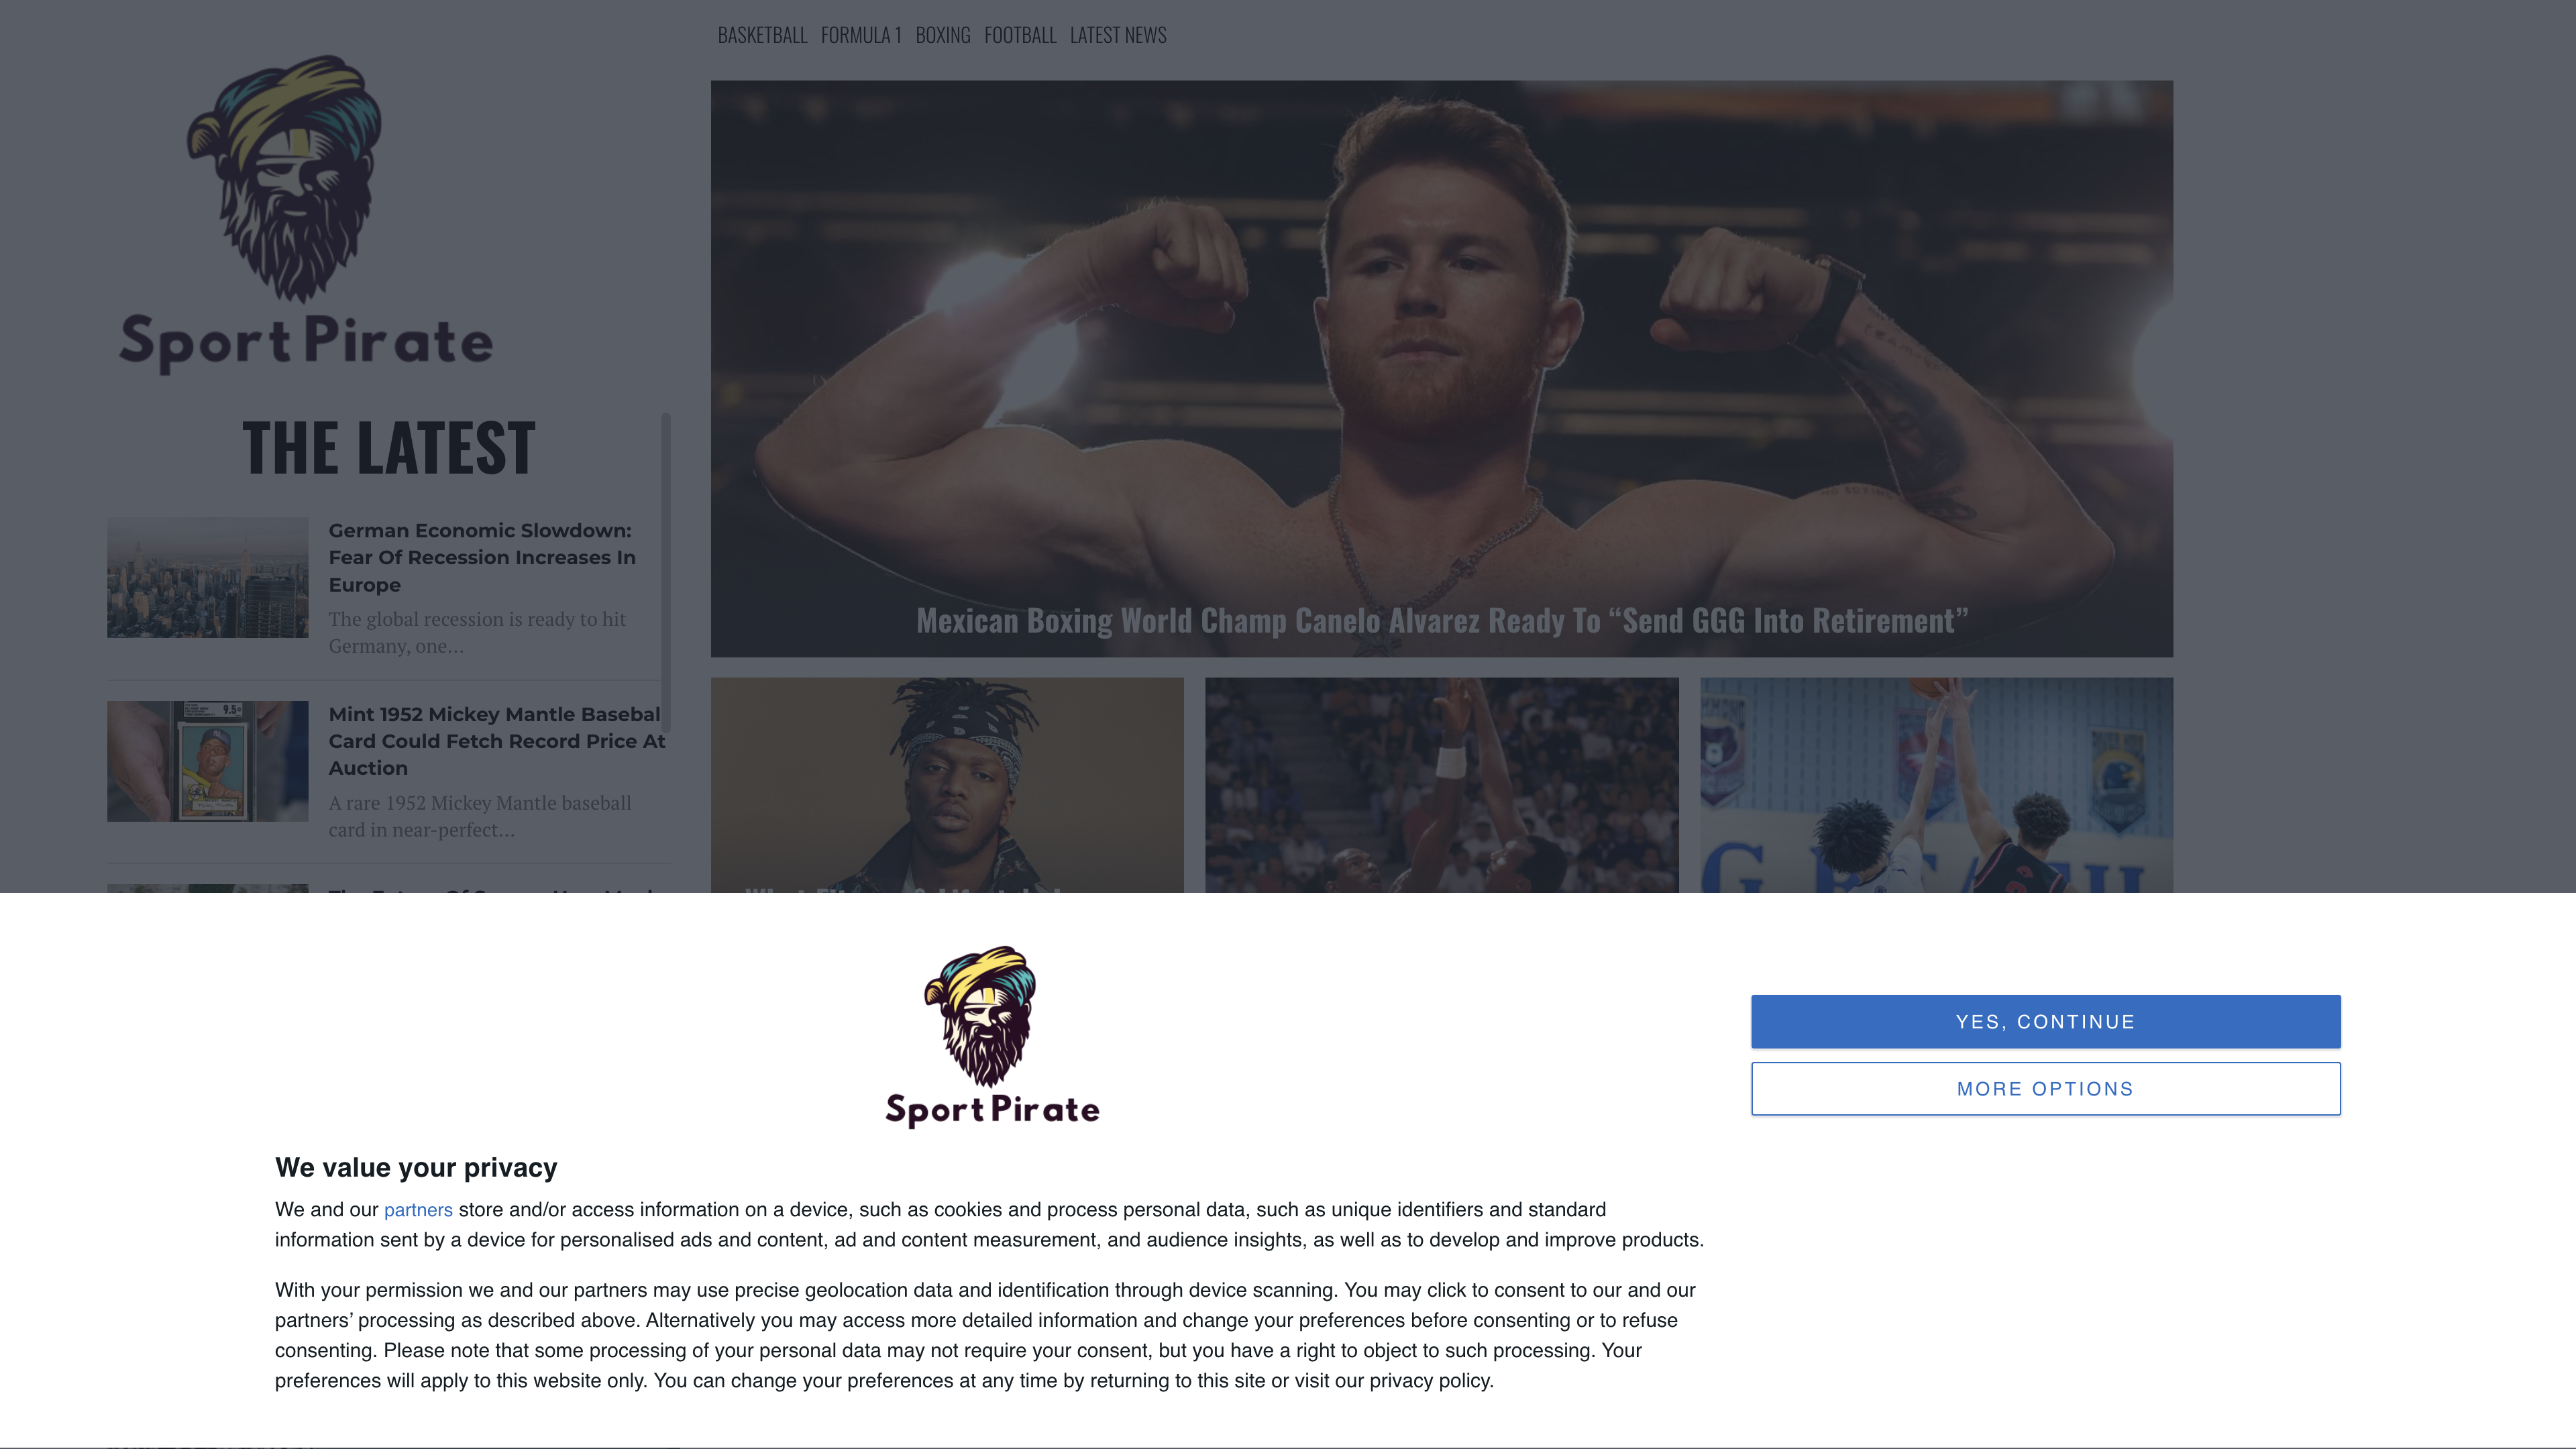 BASKETBALL FORMULA 1 BOXING FOOTBALL LATEST NEWS
Sport Pirate
THE LATEST
German Economic Slowdown:
Fear Of Recession Increases In
Europe
The global recession is ready to hit
Germany, one...
9.5
Mint 1952 Mickey Mantle Baseball
Card Could Fetch Record Price At
Auction
A rare 1952 Mickey Mantle baseball
card in near-perfect...
Mexican Boxing World Champ Canelo Alvarez Ready To “Send GGG Into Retirement”
Sport Pirate
YES, CONTINUE
MORE OPTIONS
We value your privacy
We and our partners store and/or access information on a device, such as cookies and process personal data, such as unique identifiers and standard
information sent by a device for personalised ads and content, ad and content measurement, and audience insights, as well as to develop and improve products.
With your permission we and our partners may use precise geolocation data and identification through device scanning. You may click to consent to our and our
partners’ processing as described above. Alternatively you may access more detailed information and change your preferences before consenting or to refuse
consenting. Please note that some processing of your personal data may not require your consent, but you have a right to object to such processing. Your
preferences will apply to this website only. You can change your preferences at any time by returning to this site or visit our privacy policy.